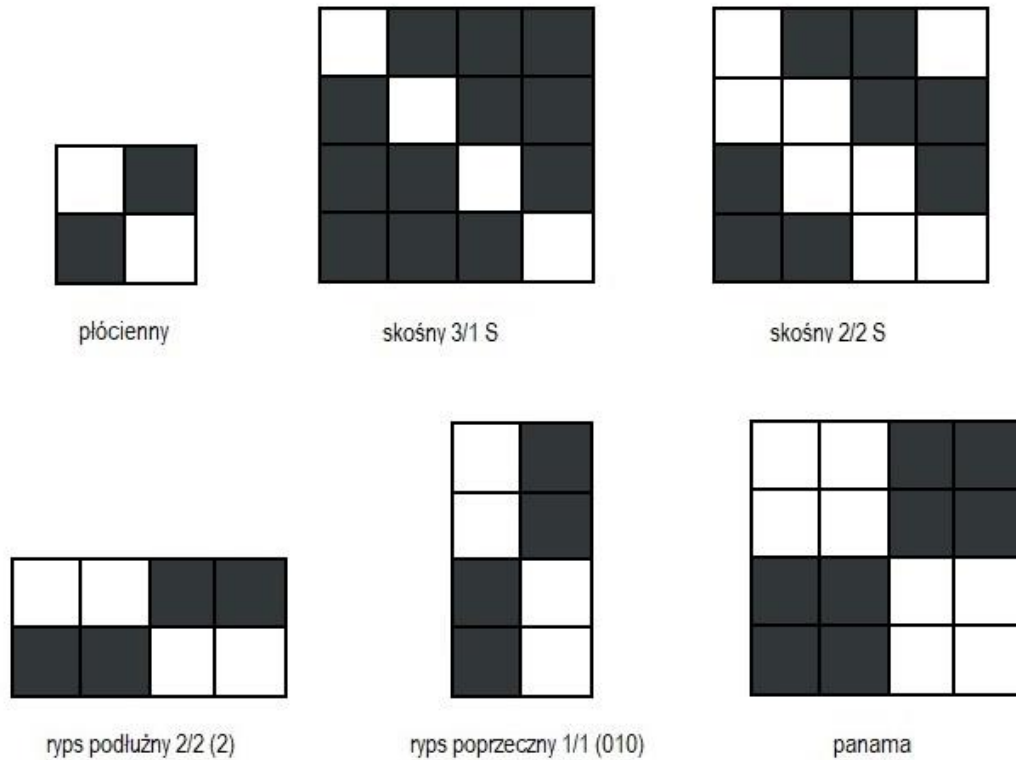 płócienny
skośny 3/1 S
skośny 2/2 S
ryps podłużny 2/2 (2)
ryps poprzeczny 1/1 (010)
panama